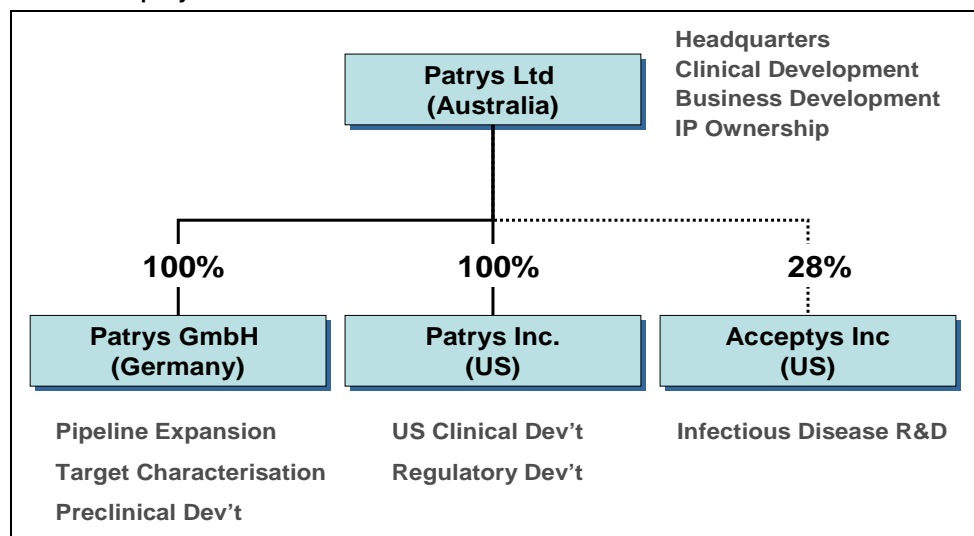 Patrys Ltd
(Australia)
Headquarters
Clinical Development
Business Development
IP Ownership
100%
100%
28%
Patrys GmbH
(Germany)
Patrys Inc.
(US)
Acceptys Inc
(US)
Pipeline Expansion
Target Characterisation
Preclinical Dev’t
US Clinical Dev't
Regulatory Dev’t
Infectious Disease R&D